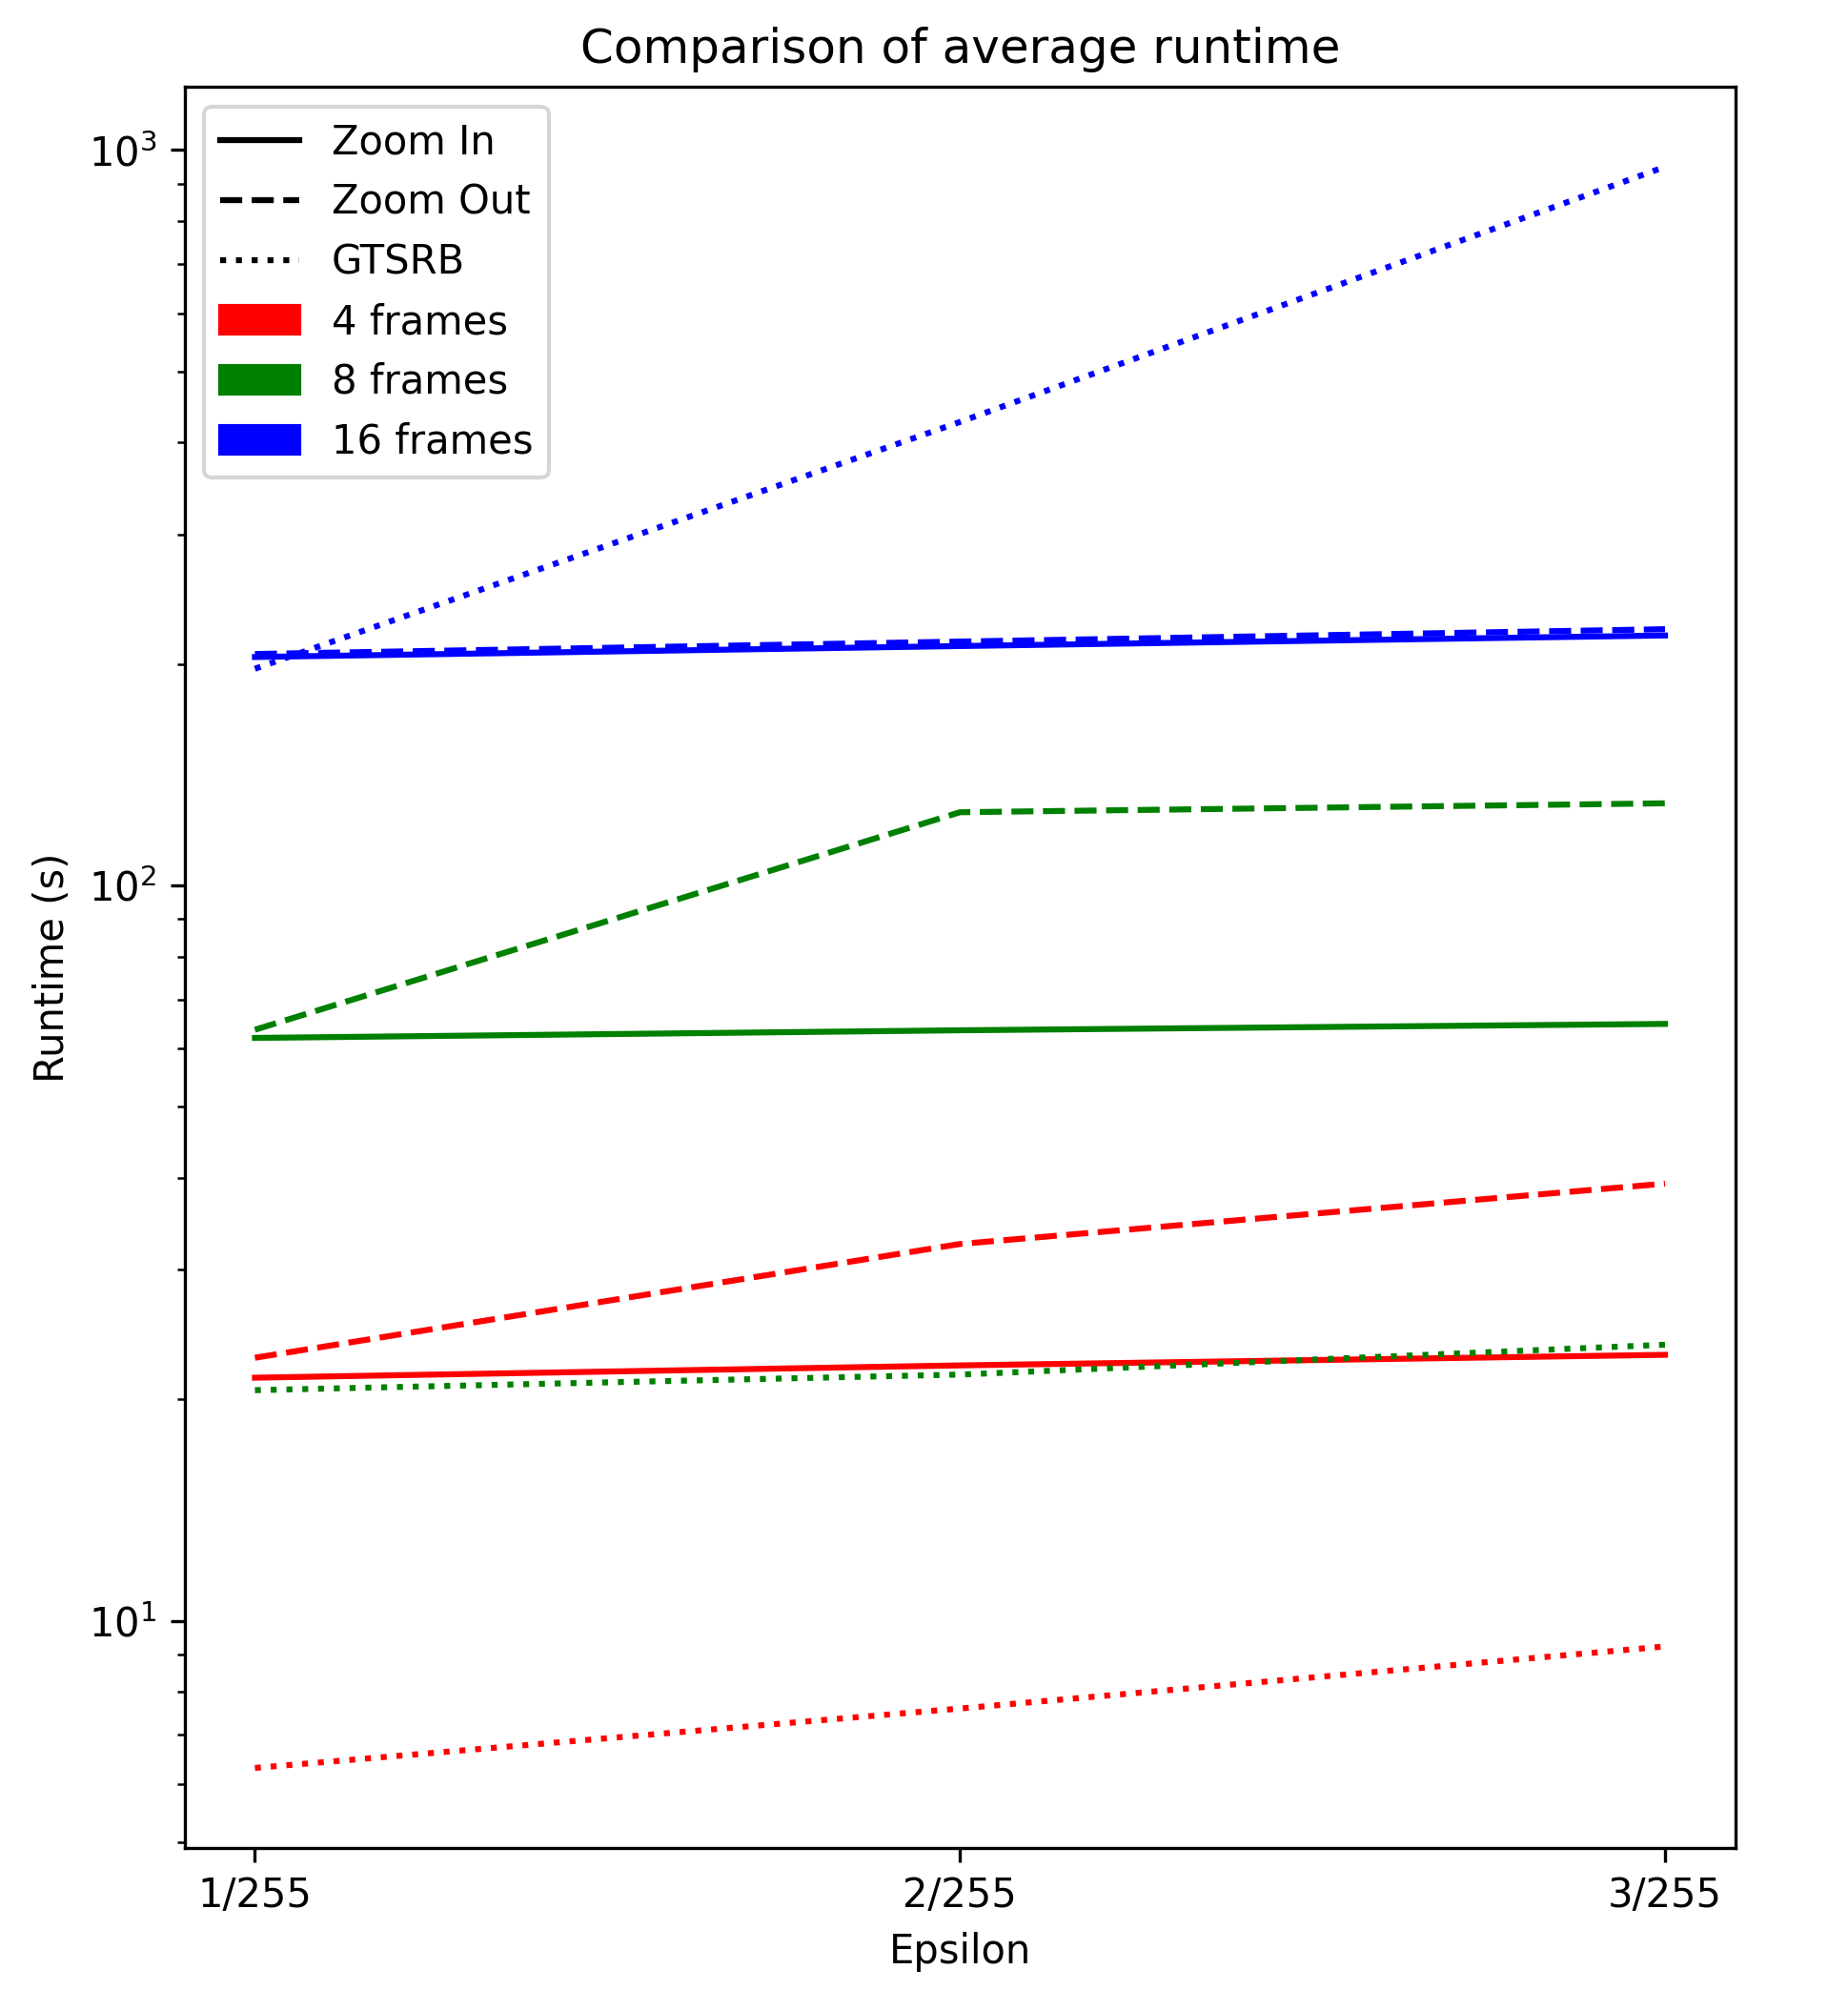 Comparison of average runtime
Zoom In
Zoom Out
GTSRB
4 frames
8 frames
16 frames
10³
10²
10¹
Runtime (s)
1/255 2/255 3/255
Epsilon